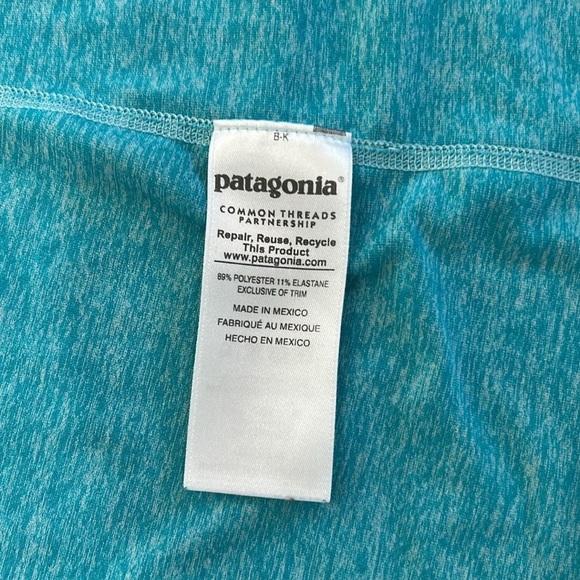 B-K
patagonia®
COMMON THREADS
PARTNERSHIP
Repair, Reuse, Recycle
This Product
www.patagonia.com
89% POLYESTER 11% ELASTANE
EXCLUSIVE OF TRIM
MADE IN MEXICO
FABRIQUÉ AU MEXIQUE
HECHO EN MEXICO